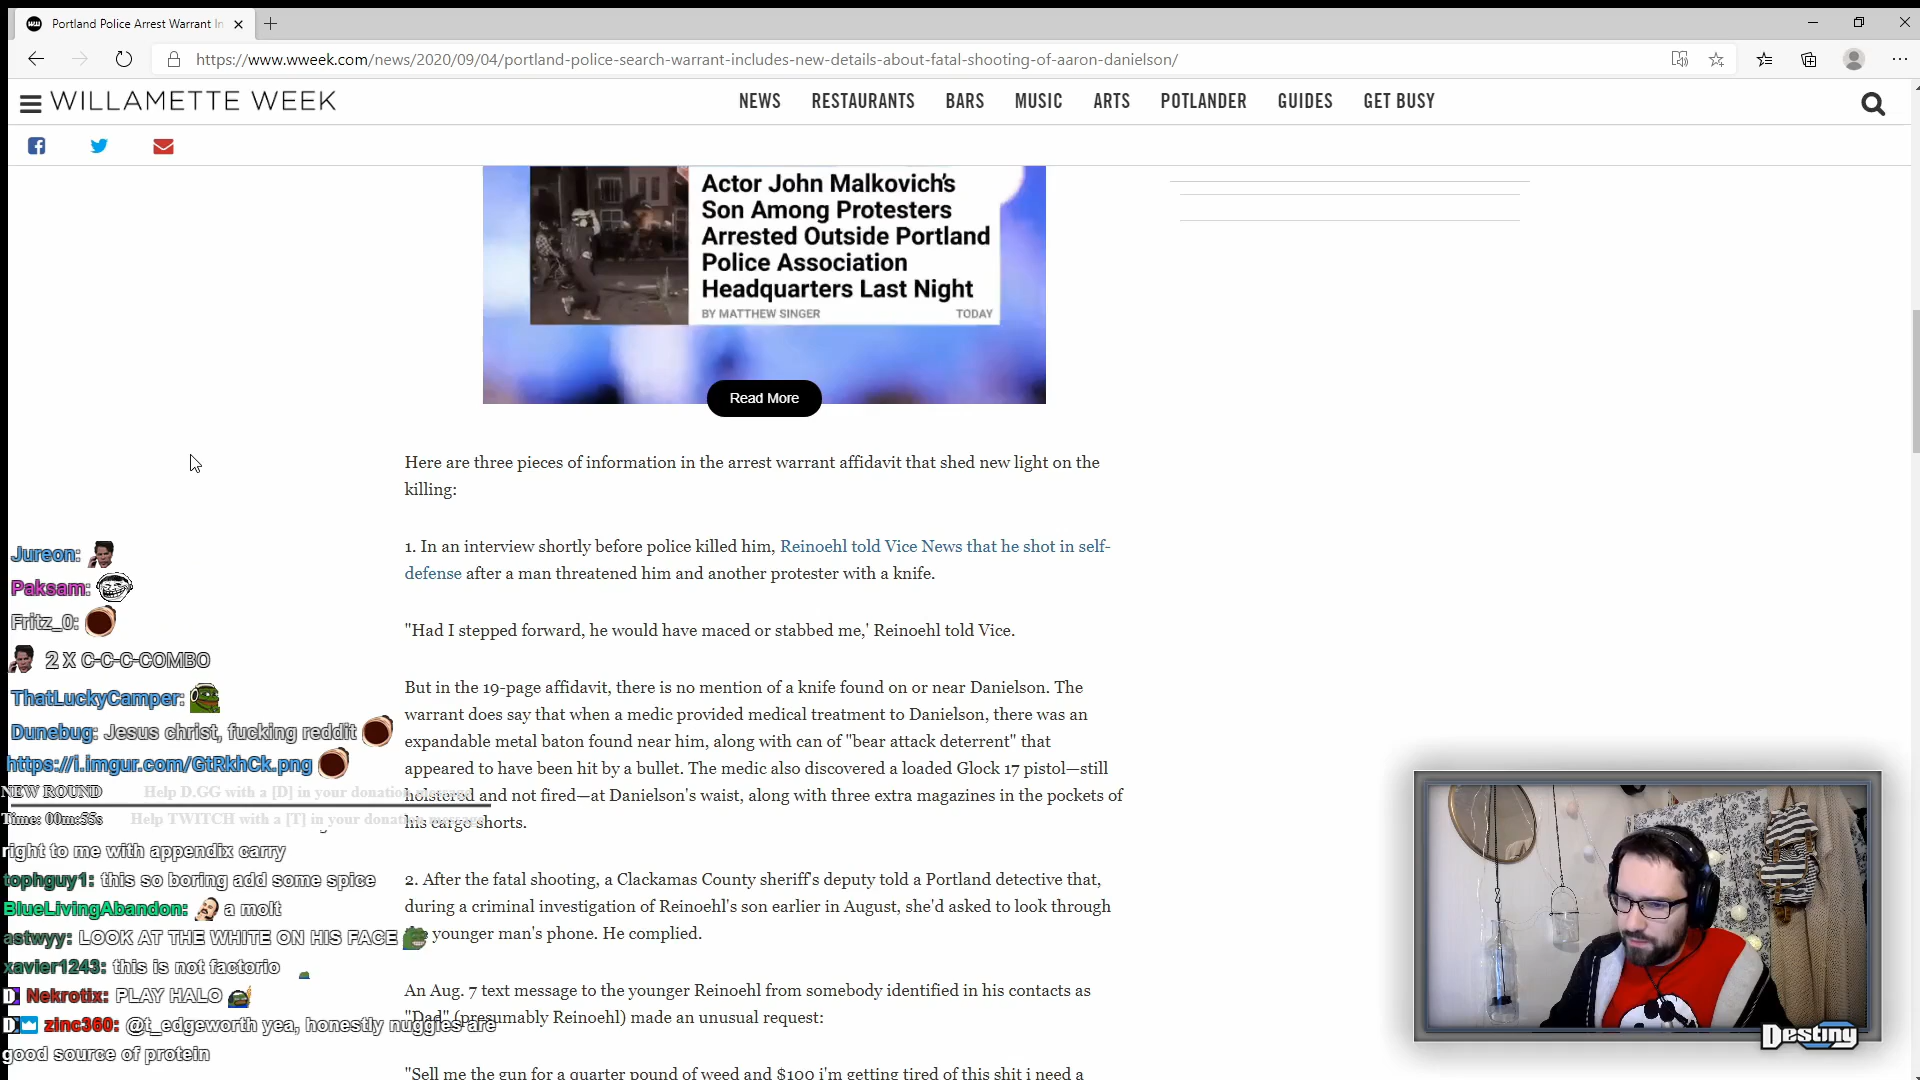 Portland Police Arrest Warrant In
https://www.wweek.com/news/2020/09/04/portland-police-search-warrant-includes-new-details-about-fatal-shooting-of-aaron-danielson/
WILLAMETTE WEEK
NEWS RESTAURANTS BARS MUSIC ARTS POTLANDER GUIDES GET BUSY
Actor John Malkovich's
Son Among Protesters
Arrested Outside Portland
Police Association
Headquarters Last Night
BY MATTHEW SINGER TODAY
Read More
Here are three pieces of information in the arrest warrant affidavit that shed new light on the
killing:
1. In an interview shortly before police killed him, Reinoehl told Vice News that he shot in self-
defense after a man threatened him and another protester with a knife.
"Had I stepped forward, he would have maced or stabbed me,' Reinoehl told Vice.
But in the 19-page affidavit, there is no mention of a knife found on or near Danielson. The
warrant does say that when a medic provided medical treatment to Danielson, there was an
expandable metal baton found near him, along with can of "bear attack deterrent" that
appeared to have been hit by a bullet. The medic also discovered a loaded Glock 17 pistol—still
holstered and not fired—at Danielson's waist, along with three extra magazines in the pockets of
his cargo shorts.
2. After the fatal shooting, a Clackamas County sheriff's deputy told a Portland detective that,
during a criminal investigation of Reinoehl's son earlier in August, she'd asked to look through
younger man's phone. He complied.
An Aug. 7 text message to the younger Reinoehl from somebody identified in his contacts as
"Dad" (presumably Reinoehl) made an unusual request:
"Sell me the gun for a quarter pound of weed and $100 i'm getting tired of this shit i need a
Jureon:
Paksam:
Fritz_0:
2 X C-C-C-COMBO
ThatLuckyCamper:
Dunebug: Jesus christ, fucking reddit
https://i.imgur.com/GtRkhCk.png
NEW ROUND Help D.GG with a [D] in your donation message
Time: 00m:55s Help TWITCH with a [T] in your donation message
right to me with appendix carry
tophguy1: this so boring add some spice
BlueLivingAbandon: a molt
astwyy: LOOK AT THE WHITE ON HIS FACE
xavier1243: this is not factorio
Nekrotix: PLAY HALO
zinc360: @t_edgeworth yea, honestly nuggies are
good source of protein
Destiny